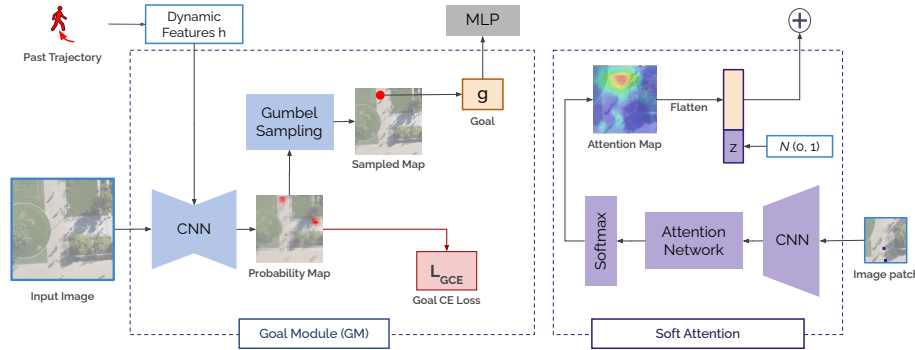 Dynamic
Features h
Past Trajectory
MLP
g
Goal
Gumbel
Sampling
Sampled Map
CNN
Probability Map
Input Image
L_GCE
Goal CE Loss
Goal Module (GM)
Attention Map
Flatten
z
N (0, 1)
Softmax
Attention
Network
CNN
Image patch
Soft Attention